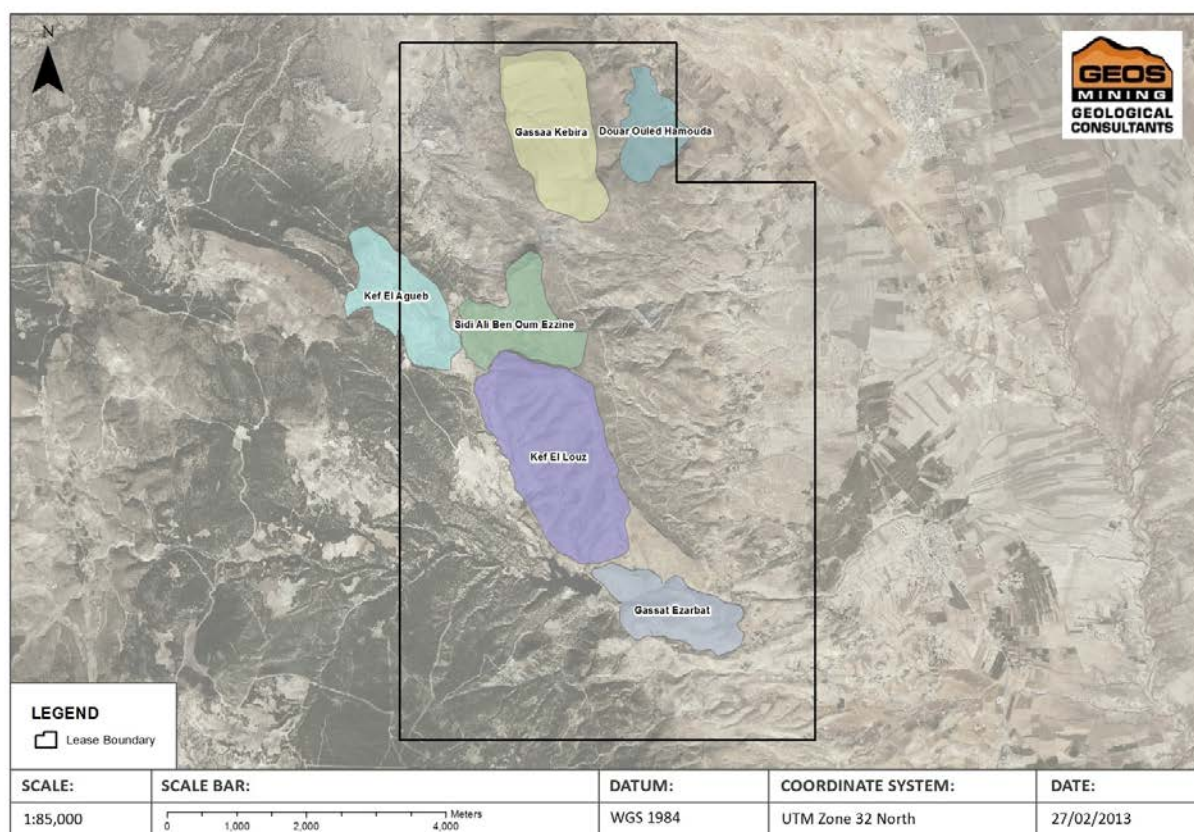 N
GEOS
MINING
GEOLOGICAL
CONSULTANTS
Gassaa Kebira
Douar Ouled Hamouda
Kef El Agueb
Sidi Ali Ben Oum Ezzine
Kef El Louz
Gassat Ezarbat
LEGEND
Lease Boundary
SCALE:
SCALE BAR:
DATUM:
COORDINATE SYSTEM:
DATE:
1:85,000
Meters
0 1,000 2,000 4,000
WGS 1984
UTM Zone 32 North
27/02/2013